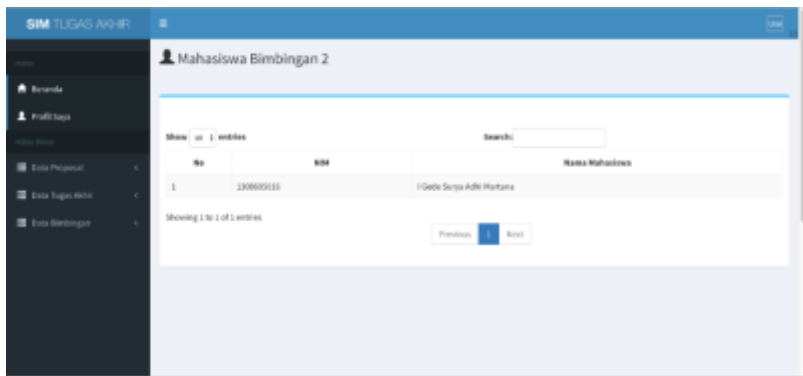 SIM TUGAS AKHIR
Mahasiswa Bimbingan 2
Menu
Beranda
Profil Saya
Data Proposal
Data Tugas Akhir
Data Bimbingan
Show 10 entries
Search:
No NIM Nama Mahasiswa
1 I Gede Surya Adhi Martana
Showing 1 to 1 of 1 entries
Previous 1 Next